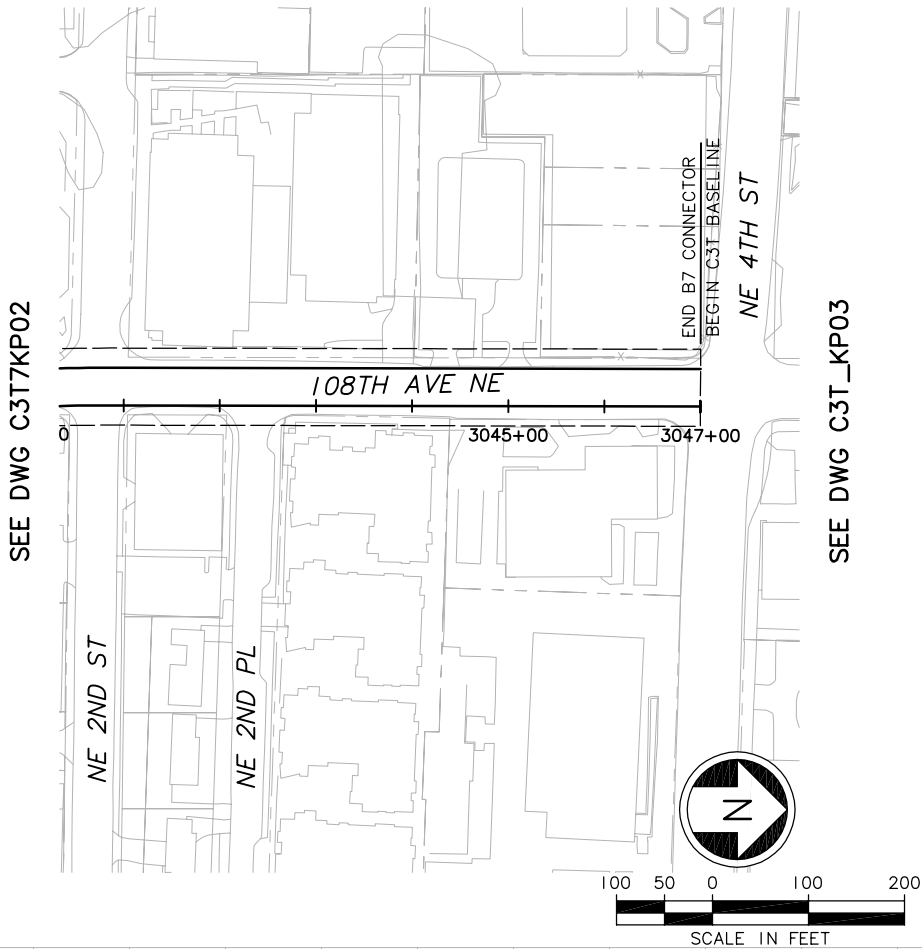 END B7 CONNECTOR
BEGIN C3T BASELINE
NE 4TH ST
SEE DWG C3T7KP02
SEE DWG C3T_KP03
108TH AVE NE
0
3045+00
3047+00
NE 2ND ST
NE 2ND PL
N
100 50 0 100 200
SCALE IN FEET